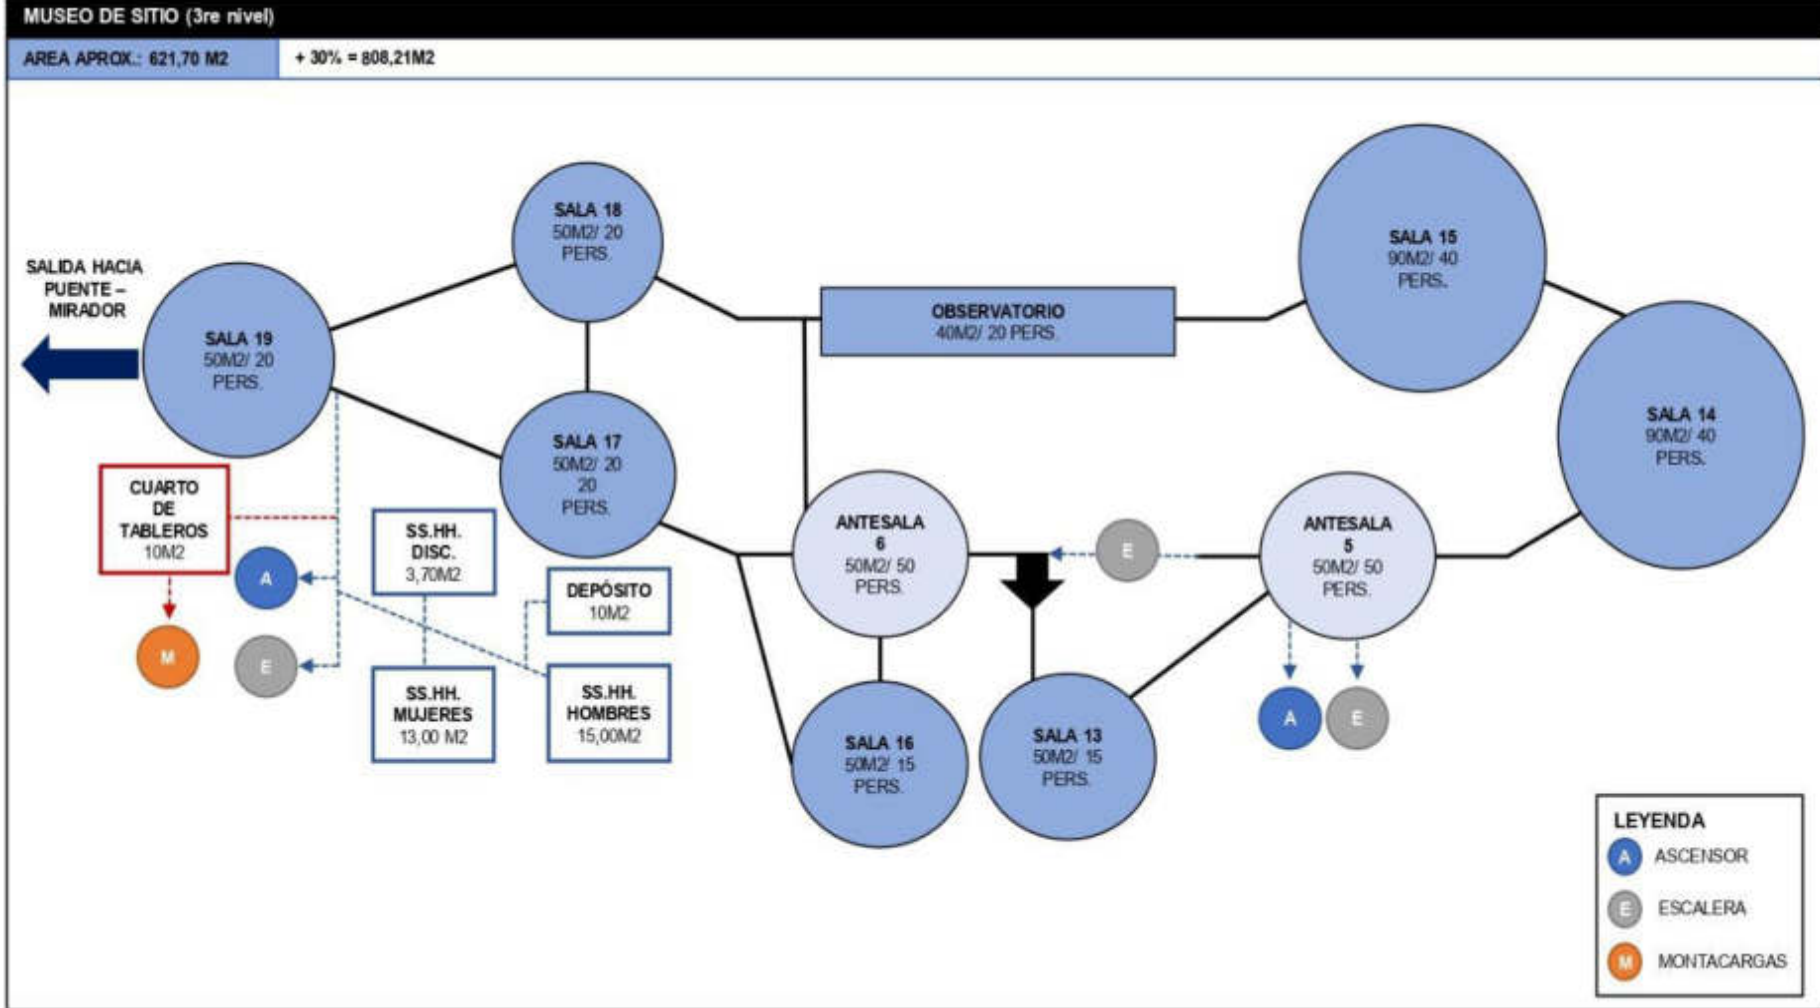 MUSEO DE SITIO (3re nivel)
AREA APROX.: 621,70 M2
+ 30% = 808,21M2
SALA 18
50M2/ 20
PERS.
SALA 15
90M2/ 40
PERS.
SALIDA HACIA
PUENTE –
MIRADOR
OBSERVATORIO
40M2/ 20 PERS.
SALA 19
50M2/ 20
PERS.
SALA 14
90M2/ 40
PERS.
SALA 17
50M2/ 20
20
PERS.
CUARTO
DE
TABLEROS
10M2
SS.HH.
DISC.
3,70M2
ANTESALA
6
50M2/ 50
PERS.
E
ANTESALA
5
50M2/ 50
PERS.
A
DEPÓSITO
10M2
M
E
SS.HH.
MUJERES
13,00 M2
SS.HH.
HOMBRES
15,00M2
SALA 16
50M2/ 15
PERS.
SALA 13
50M2/ 15
PERS.
A
E
LEYENDA
A ASCENSOR
E ESCALERA
M MONTACARGAS